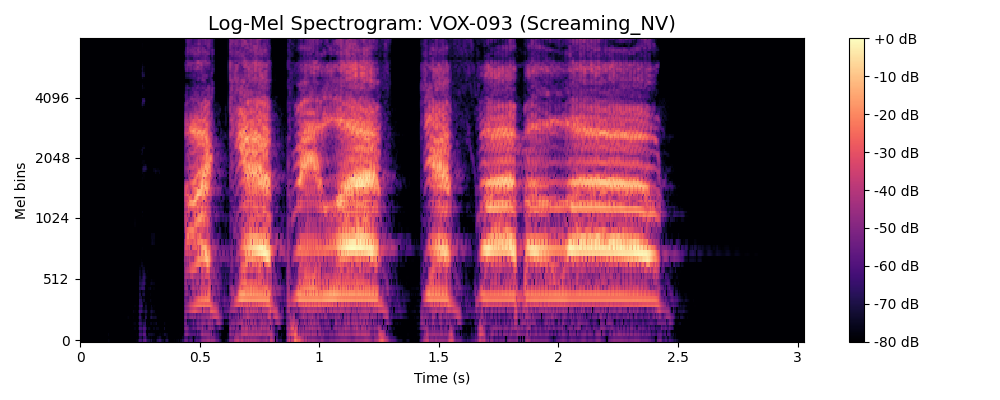 Log-Mel Spectrogram: VOX-093 (Screaming_NV)
Mel bins
4096
2048
1024
512
0
0
0.5
1
1.5
2
2.5
3
Time (s)
+0 dB
-10 dB
-20 dB
-30 dB
-40 dB
-50 dB
-60 dB
-70 dB
-80 dB